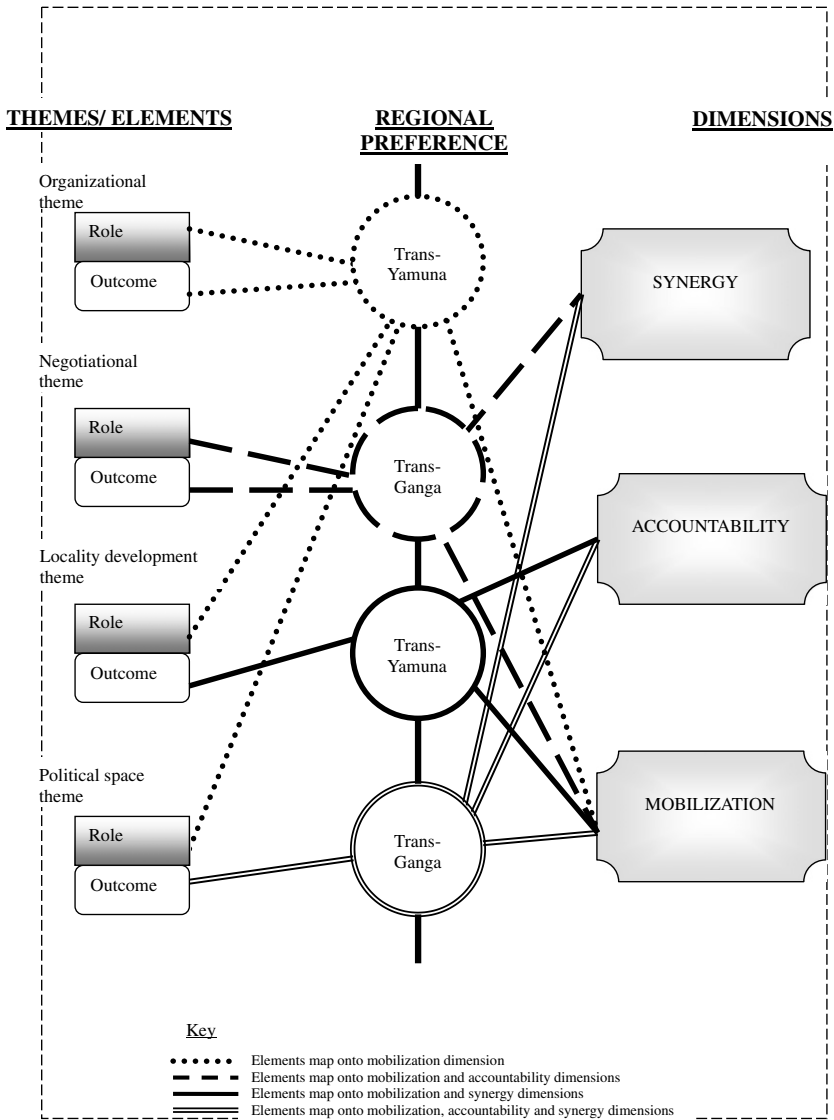 THEMES/ ELEMENTS
REGIONAL
PREFERENCE
DIMENSIONS
Organizational
theme
Role
Outcome
Trans-
Yamuna
SYNERGY
Negotiational
theme
Role
Outcome
Trans-
Ganga
ACCOUNTABILITY
Locality development
theme
Role
Outcome
Trans-
Yamuna
Political space
theme
Role
Outcome
Trans-
Ganga
MOBILIZATION
Key
Elements map onto mobilization dimension
Elements map onto mobilization and accountability dimensions
Elements map onto mobilization and synergy dimensions
Elements map onto mobilization, accountability and synergy dimensions